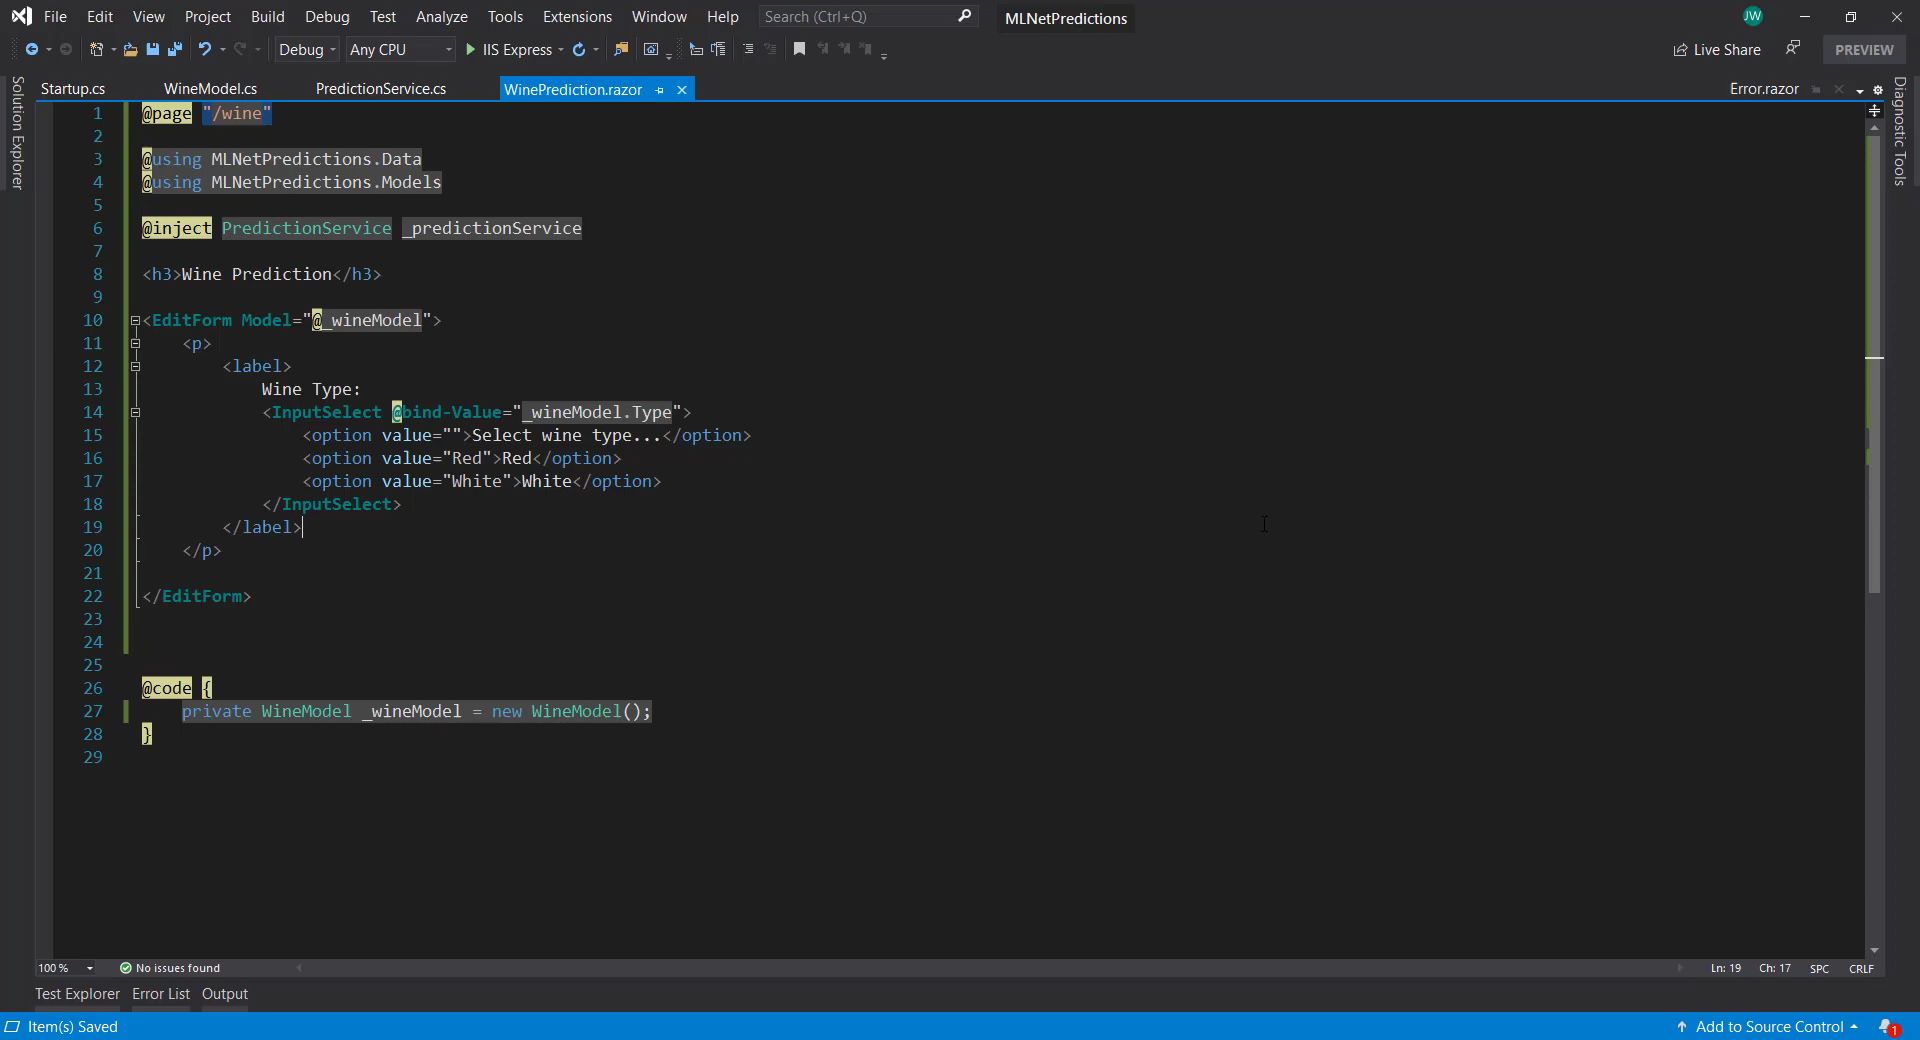 File Edit View Project Build Debug Test Analyze Tools Extensions Window Help Search (Ctrl+Q) MLNetPredictions JW
Debug Any CPU IIS Express Live Share PREVIEW
Startup.cs WineModel.cs PredictionService.cs WinePrediction.razor Error.razor
Solution Explorer
Diagnostic Tools
1 @page "/wine"
2
3 @using MLNetPredictions.Data
4 @using MLNetPredictions.Models
5
6 @inject PredictionService _predictionService
7
8 <h3>Wine Prediction</h3>
9
10 <EditForm Model="@_wineModel">
11 <p>
12 <label>
13 Wine Type:
14 <InputSelect @bind-Value="_wineModel.Type">
15 <option value="">Select wine type...</option>
16 <option value="Red">Red</option>
17 <option value="White">White</option>
18 </InputSelect>
19 </label>
20 </p>
21
22 </EditForm>
23
24
25
26 @code {
27 private WineModel _wineModel = new WineModel();
28 }
29
100 % No issues found Ln: 19 Ch: 17 SPC CRLF
Test Explorer Error List Output
Item(s) Saved Add to Source Control 1